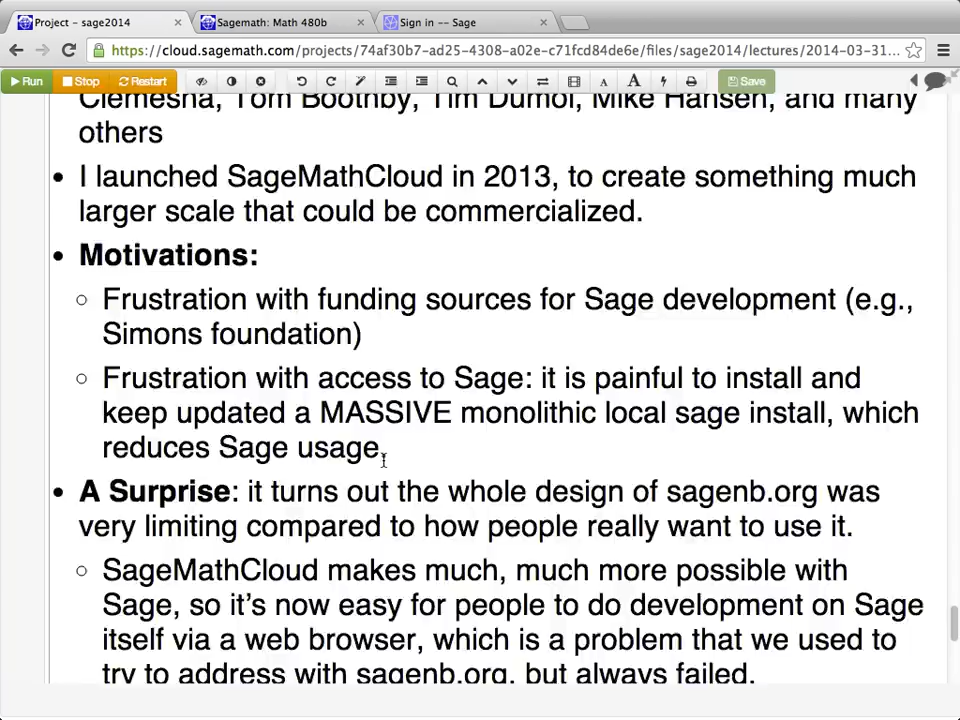 Project - sage2014
Sagemath: Math 480b
Sign in -- Sage
https://cloud.sagemath.com/projects/74af30b7-ad25-4308-a02e-c71fcd84de6e/files/sage2014/lectures/2014-03-31...
Run Stop Restart A A Save
Clemesha, Tom Boothby, Tim Dumol, Mike Hansen, and many
others
• I launched SageMathCloud in 2013, to create something much
larger scale that could be commercialized.
• Motivations:
○ Frustration with funding sources for Sage development (e.g.,
Simons foundation)
○ Frustration with access to Sage: it is painful to install and
keep updated a MASSIVE monolithic local sage install, which
reduces Sage usage.
• A Surprise: it turns out the whole design of sagenb.org was
very limiting compared to how people really want to use it.
○ SageMathCloud makes much, much more possible with
Sage, so it's now easy for people to do development on Sage
itself via a web browser, which is a problem that we used to
try to address with sagenb.org, but always failed.